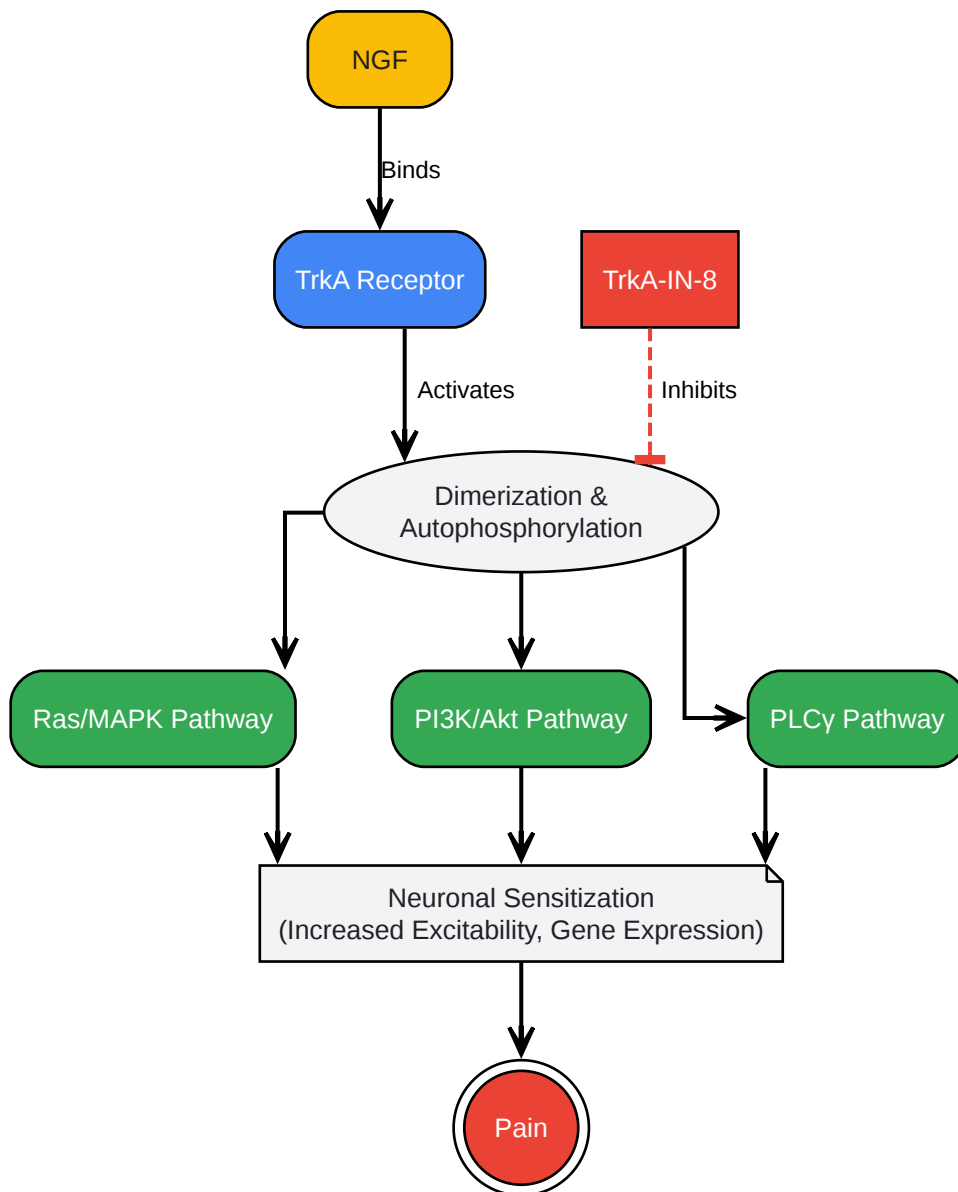 NGF
Binds
TrkA Receptor
TrkA-IN-8
Activates
Inhibits
Dimerization &
Autophosphorylation
Ras/MAPK Pathway
PI3K/Akt Pathway
PLCγ Pathway
Neuronal Sensitization
(Increased Excitability, Gene Expression)
Pain